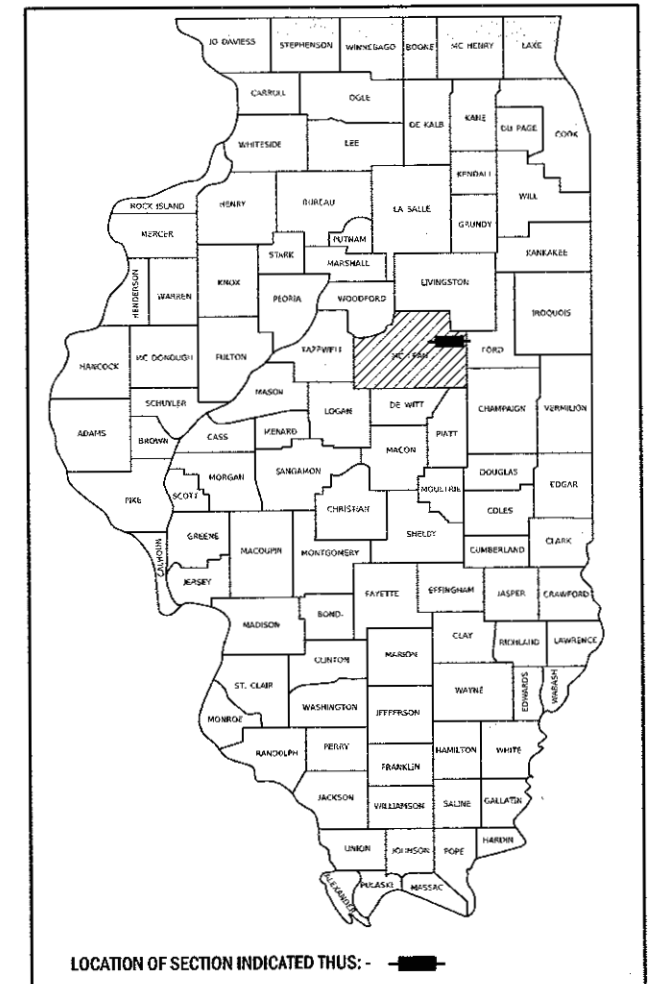 JO DAVIESS STEPHENSON WINNEBAGO BOONE MC HENRY LAKE
CARROLL OGLE DE KALB KANE DU PAGE COOK
WHITESIDE LEE KENDALL WILL
ROCK ISLAND HENRY BUREAU LA SALLE GRUNDY
MERCER PUTNAM KANKAKEE
STARK MARSHALL
HENDERSON WARREN KNOX PEORIA WOODFORD LIVINGSTON IROQUOIS
HANCOCK MC DONOUGH FULTON TAZEWELL MC LEAN FORD
MASON
SCHUYLER LOGAN DE WITT CHAMPAIGN VERMILION
ADAMS BROWN CASS MENARD MACON PIATT
PIKE SCOTT MORGAN SANGAMON MOULTRIE DOUGLAS EDGAR
CHRISTIAN COLES
CALHOUN GREENE MACOUPIN MONTGOMERY SHELBY CUMBERLAND CLARK
JERSEY FAYETTE EFFINGHAM JASPER CRAWFORD
MADISON BOND
CLINTON MARION CLAY RICHLAND LAWRENCE
ST. CLAIR WASHINGTON JEFFERSON WAYNE EDWARDS WABASH
MONROE
RANDOLPH PERRY FRANKLIN HAMILTON WHITE
JACKSON WILLIAMSON SALINE GALLATIN
UNION JOHNSON POPE HARDIN
ALEXANDER PULASKI MASSAC
LOCATION OF SECTION INDICATED THUS: -